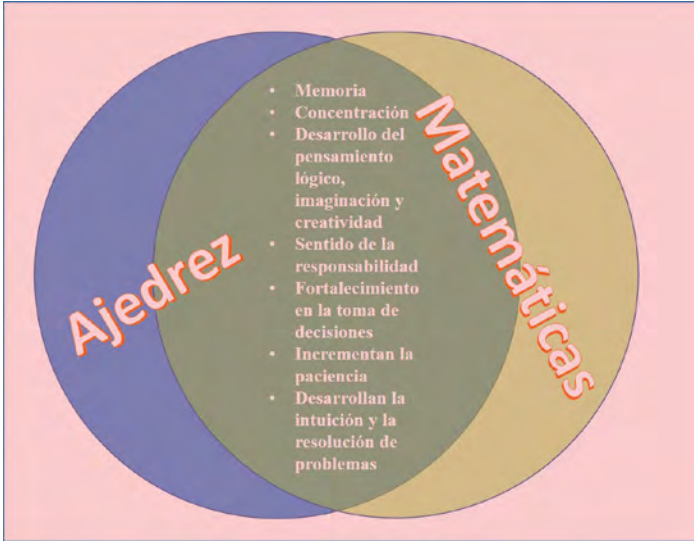 Ajedrez
Matemáticas
• Memoria
• Concentración
• Desarrollo del
pensamiento
lógico,
imaginación y
creatividad
• Sentido de la
responsabilidad
• Fortalecimiento
en la toma de
decisiones
• Incrementan la
paciencia
• Desarrollan la
intuición y la
resolución de
problemas